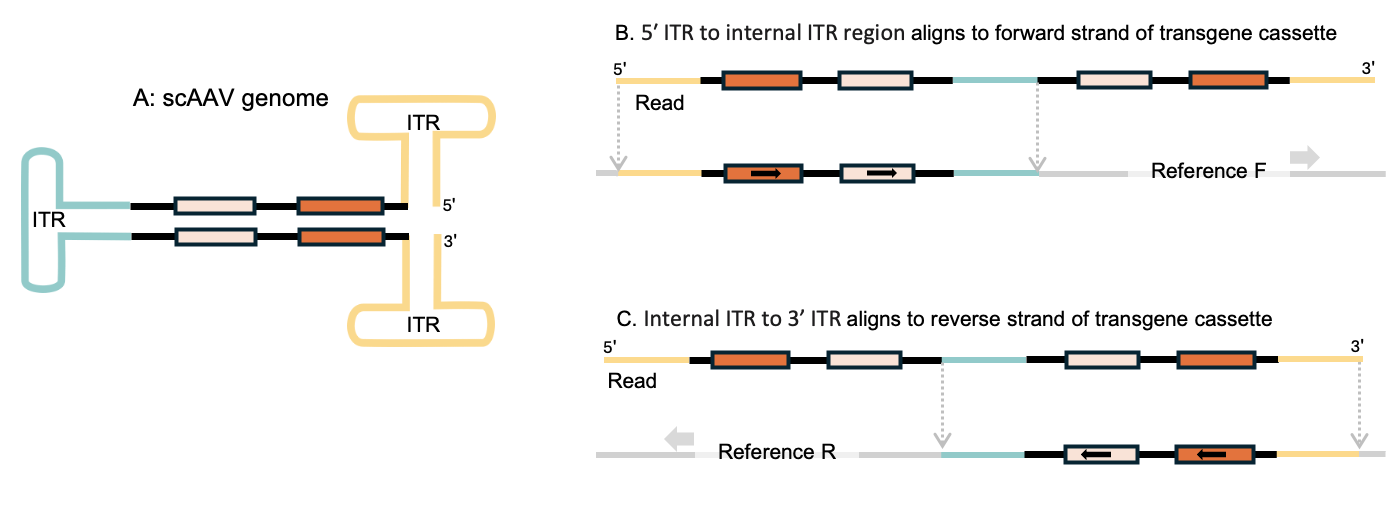 A: scAAV genome
ITR
ITR
5'
3'
ITR
B. 5′ ITR to internal ITR region aligns to forward strand of transgene cassette
5'
3'
Read
Reference F
C. Internal ITR to 3′ ITR aligns to reverse strand of transgene cassette
5'
3'
Read
Reference R